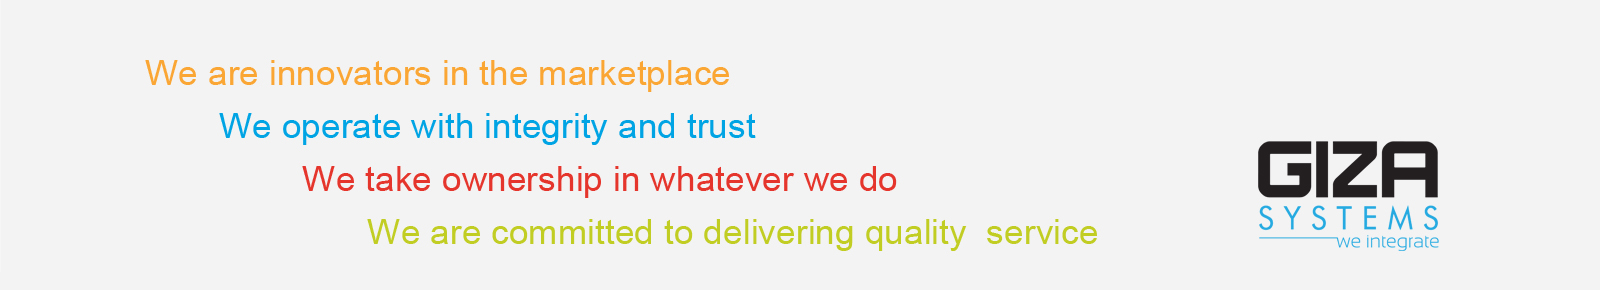 We are innovators in the marketplace
We operate with integrity and trust
We take ownership in whatever we do
We are committed to delivering quality  service
GIZA
SYSTEMS
we integrate